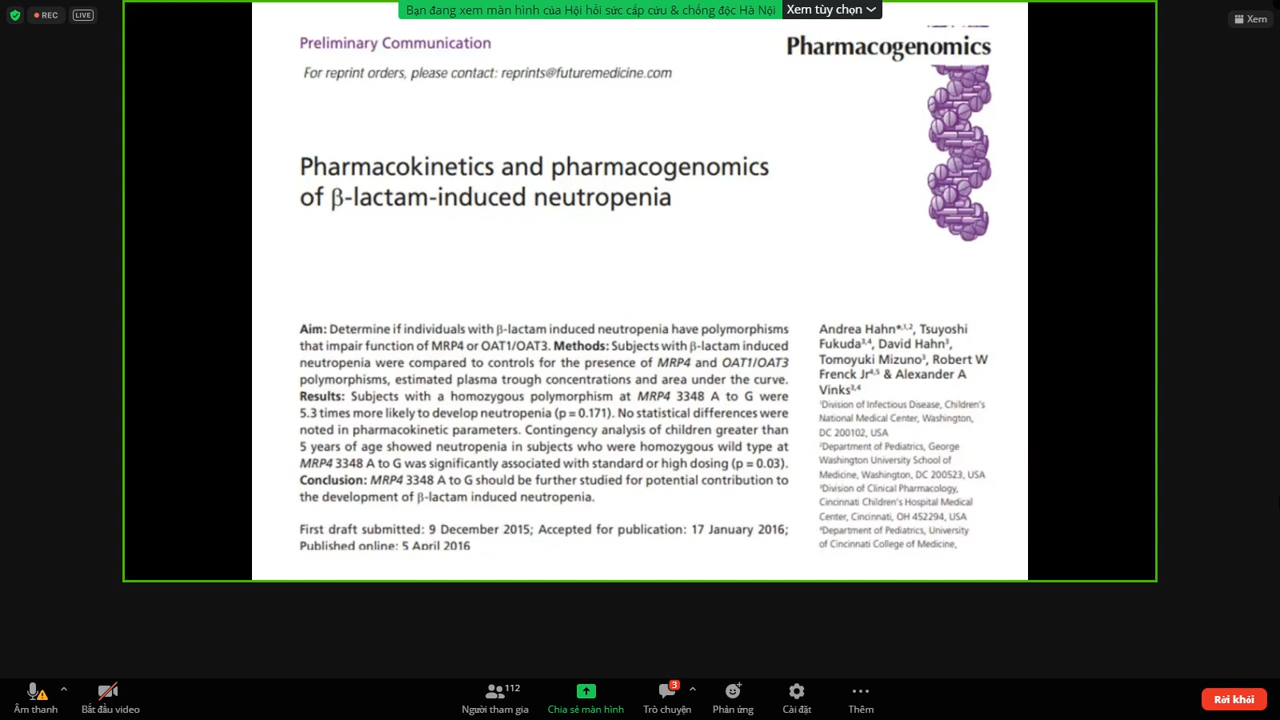 Bạn đang xem màn hình của Hội hồi sức cấp cứu & chống độc Hà Nội
Xem tùy chọn
REC
LIVE
Xem
Preliminary Communication
Pharmacogenomics
For reprint orders, please contact: reprints@futuremedicine.com
Pharmacokinetics and pharmacogenomics
of β-lactam-induced neutropenia
Aim: Determine if individuals with β-lactam induced neutropenia have polymorphisms
that impair function of MRP4 or OAT1/OAT3. Methods: Subjects with β-lactam induced
neutropenia were compared to controls for the presence of MRP4 and OAT1/OAT3
polymorphisms, estimated plasma trough concentrations and area under the curve.
Results: Subjects with a homozygous polymorphism at MRP4 3348 A to G were
5.3 times more likely to develop neutropenia (p = 0.171). No statistical differences were
noted in pharmacokinetic parameters. Contingency analysis of children greater than
5 years of age showed neutropenia in subjects who were homozygous wild type at
MRP4 3348 A to G was significantly associated with standard or high dosing (p = 0.03).
Conclusion: MRP4 3348 A to G should be further studied for potential contribution to
the development of β-lactam induced neutropenia.
First draft submitted: 9 December 2015; Accepted for publication: 17 January 2016;
Published online: 5 April 2016
Andrea Hahn*,1,2, Tsuyoshi
Fukuda3,4, David Hahn3,
Tomoyuki Mizuno3, Robert W
Frenck Jr4,5 & Alexander A
Vinks3,4
1Division of Infectious Disease, Children's
National Medical Center, Washington,
DC 200102, USA
2Department of Pediatrics, George
Washington University School of
Medicine, Washington, DC 200523, USA
3Division of Clinical Pharmacology,
Cincinnati Children's Hospital Medical
Center, Cincinnati, OH 452294, USA
4Department of Pediatrics, University
of Cincinnati College of Medicine,
112
3
Âm thanh
Bắt đầu video
Người tham gia
Chia sẻ màn hình
Trò chuyện
Phản ứng
Cài đặt
Thêm
Rời khỏi